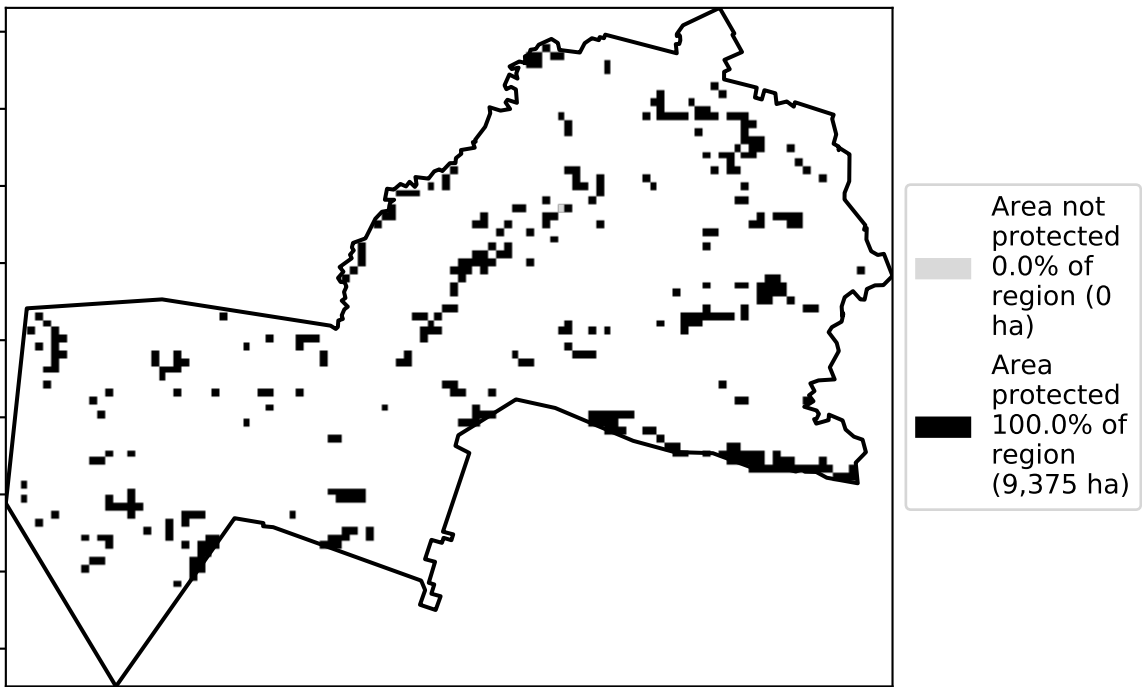 Area not
protected
0.0% of
region (0
ha)
Area
protected
100.0% of
region
(9,375 ha)